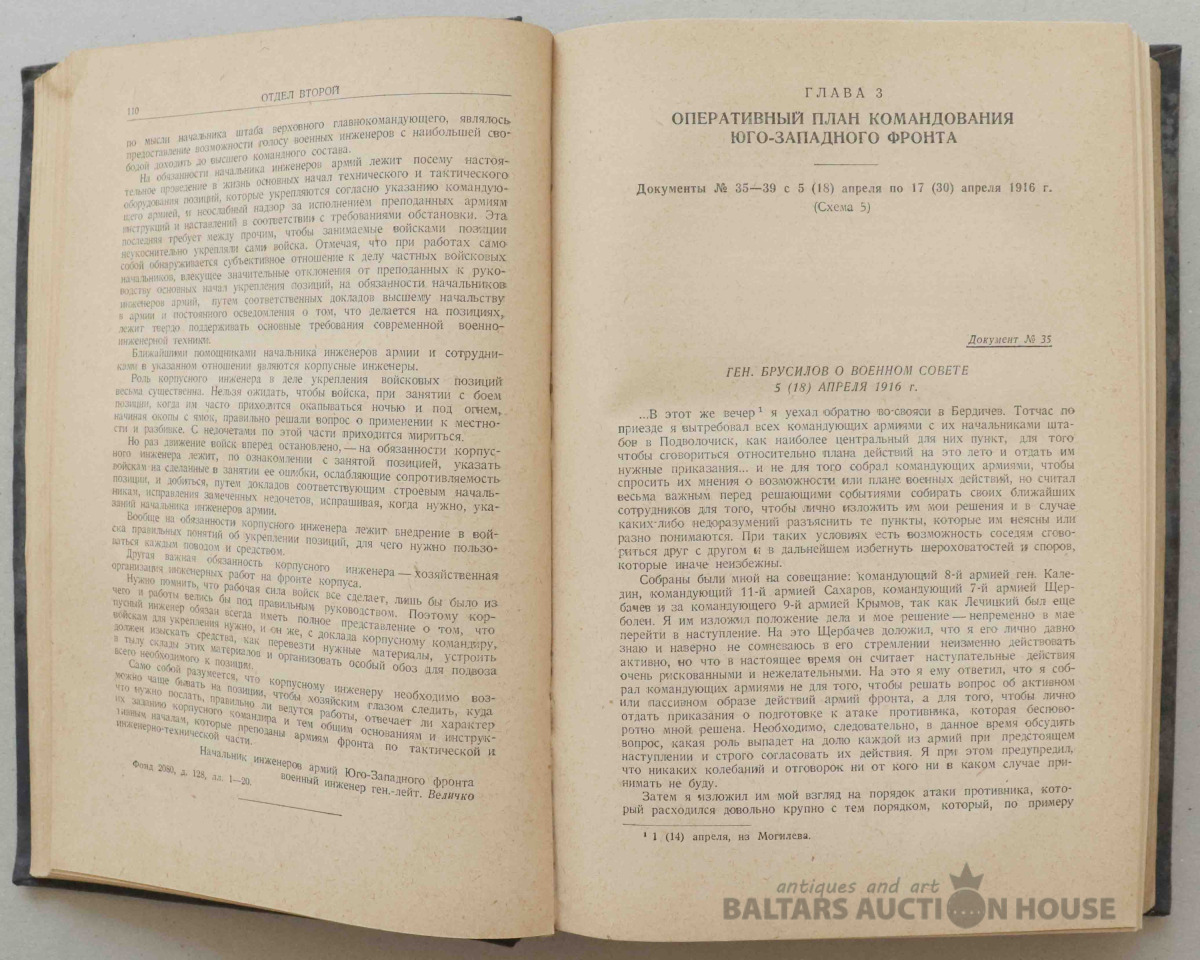 110
ОТДЕЛ ВТОРОЙ
по мысли начальника штаба верховного главнокомандующего, являлось
предоставление возможности голосу военных инженеров с наибольшей сво-
бодой доходить до высшего командного состава.
На обязанности начальника инженеров армий лежит посему настоя-
тельное проведение в жизнь основных начал технического и тактического
оборудования позиций, которые укрепляются согласно указанию командую-
щего армией, и неослабный надзор за исполнением преподанных армиям
инструкций и наставлений в соответствии с требованиями обстановки. Эта
последняя требует между прочим, чтобы занимаемые войсками позиции
неукоснительно укрепляли сами войска. Отмечая, что при работах само
собой обнаруживается субъективное отношение к делу частных войсковых
начальников, влекущее значительные отклонения от преподанных к руко-
водству основных начал укрепления позиций, на обязанности начальников
инженеров армий, путем соответственных докладов высшему начальству
в армии и постоянного осведомления о том, что делается на позициях,
лежит твердо поддерживать основные требования современной военно-
инженерной техники.
Ближайшими помощниками начальника инженеров армии и сотрудни-
ками в указанном отношении являются корпусные инженеры.
Роль корпусного инженера в деле укрепления войсковых позиций
весьма существенна. Нельзя ожидать, чтобы войска, при занятии с боем
позиции, когда им часто приходится окапываться ночью и под огнем,
начиная окопы с ямок, правильно решали вопрос о применении к местно-
сти и разбивке. С недочетами по этой части приходится мириться.
Но раз движение войск вперед остановлено, — на обязанности корпус-
ного инженера лежит, по ознакомлении с занятой позицией, указать
войскам на сделанные в занятии ее ошибки, ослабляющие сопротивляемость
позиции, и добиться, путем докладов соответствующим строевым началь-
никам, исправления замеченных недочетов, испрашивая, когда нужно, ука-
заний начальника инженеров армии.
Вообще на обязанности корпусного инженера лежит внедрение в вой-
ска правильных понятий об укреплении позиций, для чего нужно пользо-
ваться каждым поводом и средством.
Другая важная обязанность корпусного инженера — хозяйственная
организация инженерных работ на фронте корпуса.
Нужно помнить, что рабочая сила войск все сделает, лишь бы было из
чего и работы велись бы под правильным руководством. Поэтому кор-
пусный инженер обязан всегда иметь полное представление о том, что
войскам для укрепления нужно, и он же, с доклада корпусному командиру,
должен изыскать средства, как перевезти нужные материалы, устроить
в тылу склады этих материалов и организовать особый обоз для подвоза
всего необходимого к позиции.
Само собой разумеется, что корпусному инженеру необходимо воз-
можно чаще бывать на позиции, чтобы хозяйским глазом следить, куда
что нужно послать, правильно ли ведутся работы, отвечает ли характер
их заданию корпусного командира и тем общим основаниям и инструк-
тивным началам, которые преподаны армиям фронта по тактической и
инженерно-технической части.
Начальник инженеров армий Юго-Западного фронта
военный инженер ген.-лейт. Величко
Фонд 2080, д. 128, лл. 1—20.
ГЛАВА 3
ОПЕРАТИВНЫЙ ПЛАН КОМАНДОВАНИЯ
ЮГО-ЗАПАДНОГО ФРОНТА
Документы № 35—39 с 5 (18) апреля по 17 (30) апреля 1916 г.
(Схема 5)
Документ № 35
ГЕН. БРУСИЛОВ О ВОЕННОМ СОВЕТЕ
5 (18) АПРЕЛЯ 1916 г.
...В этот же вечер ¹ я уехал обратно во-свояси в Бердичев. Тотчас по
приезде я вытребовал всех командующих армиями с их начальниками шта-
бов в Подволочиск, как наиболее центральный для них пункт, для того
чтобы сговориться относительно плана действий на это лето и отдать им
нужные приказания... и не для того собрал командующих армиями, чтобы
спросить их мнения о возможности или плане военных действий, но считал
весьма важным перед решающими событиями собирать своих ближайших
сотрудников для того, чтобы лично изложить им мои решения и в случае
каких-либо недоразумений разъяснить те пункты, которые им неясны или
разно понимаются. При таких условиях есть возможность соседям сгово-
риться друг с другом и в дальнейшем избегнуть шероховатостей и споров,
которые иначе неизбежны.
Собраны были мной на совещание: командующий 8-й армией ген. Кале-
дин, командующий 11-й армией Сахаров, командующий 7-й армией Щер-
бачев и за командующего 9-й армией Крымов, так как Лечицкий был еще
болен. Я им изложил положение дела и мое решение — непременно в мае
перейти в наступление. На это Щербачев доложил, что я его лично давно
знаю и наверно не сомневаюсь в его стремлении неизменно действовать
активно, но что в настоящее время он считает наступательные действия
очень рискованными и нежелательными. На это я ему ответил, что я соб-
рал командующих армиями не для того, чтобы решать вопрос об активном
или пассивном образе действий армий фронта, а для того, чтобы лично
отдать приказания о подготовке к атаке противника, которая беспово-
ротно мной решена. Необходимо, следовательно, в данное время обсудить
вопрос, какая роль выпадет на долю каждой из армий при предстоящем
наступлении и строго согласовать их действия. Я при этом предупредил,
что никаких колебаний и отговорок ни от кого ни в каком случае при-
нимать не буду.
Затем я изложил им мой взгляд на порядок атаки противника, кото-
рый расходился довольно крупно с тем порядком, который, по примеру
¹ 1 (14) апреля, из Могилева.
antiques and art
BALTARS AUCTION HOUSE